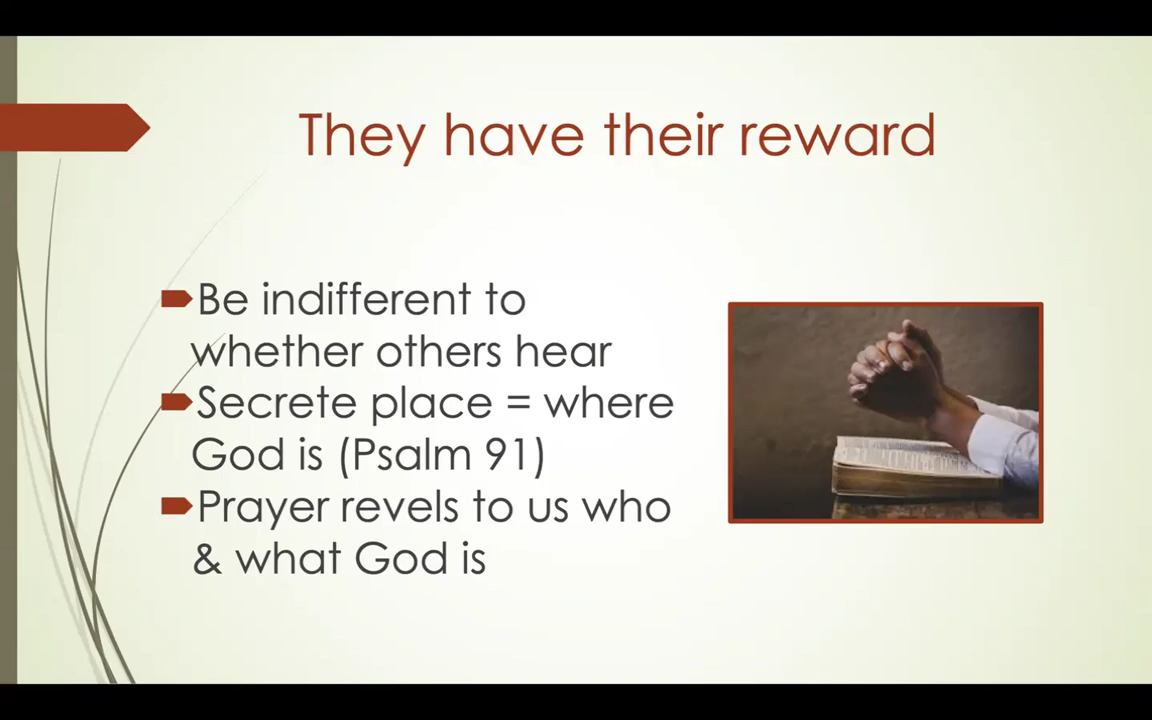 They have their reward
Be indifferent to
whether others hear
Secrete place = where
God is (Psalm 91)
Prayer revels to us who
& what God is